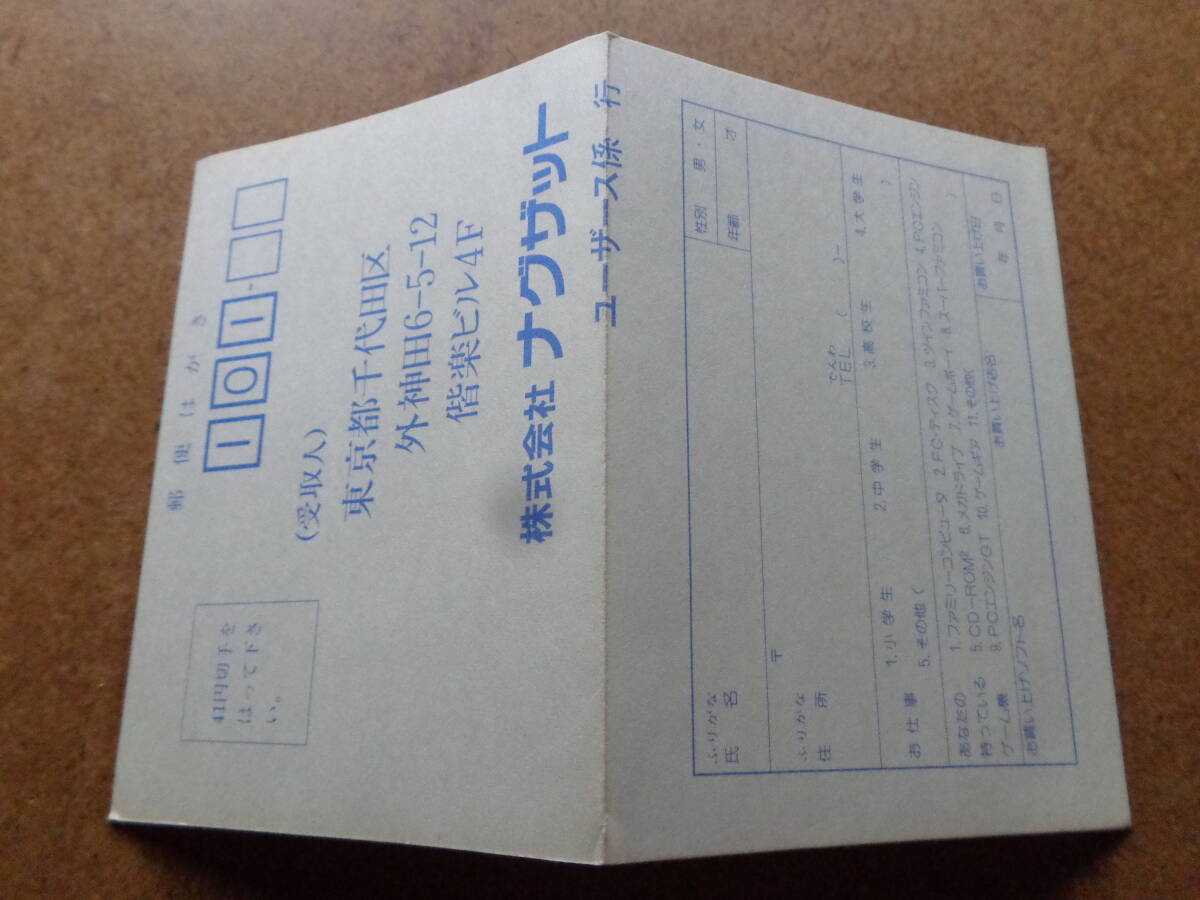 郵便はがき
101-
41円切手を
はって下さ
い。
(受取人)
東京都千代田区
外神田6-5-12
偕楽ビル4F
株式会社 ナグザット
ユーザース係 行
ふりがな
氏名
性別 男・女
年齢 才
ふりがな
住所
〒
でんわ
TEL ( )-
お仕事
1.小学生 2.中学生 3.高校生 4.大学生
5.その他( )
あなたの
持っている
ゲーム機
1.ファミリーコンピュータ 2.FC・ディスク 3.ツインファミコン 4.PCエンジン
5.CD-ROM² 6.メガドライブ 7.ゲームボーイ 8.スーパーファミコン
9.PCエンジンGT 10.ゲームギア 11.その他( )
お買い上げソフト名
お買い上げ店名
お買い上げ日
年 月 日